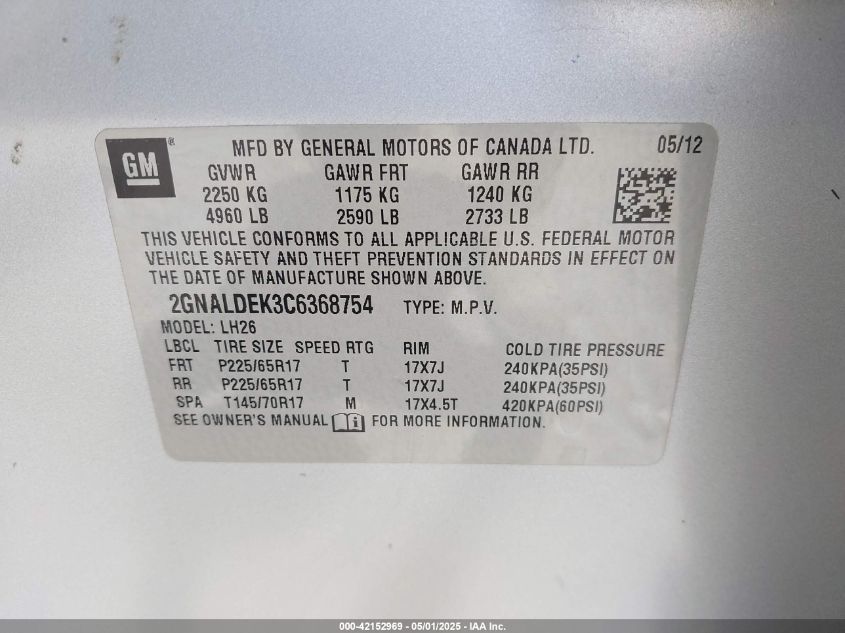 GM ® MFD BY GENERAL MOTORS OF CANADA LTD. 05/12
GVWR GAWR FRT GAWR RR
2250 KG 1175 KG 1240 KG
4960 LB 2590 LB 2733 LB
THIS VEHICLE CONFORMS TO ALL APPLICABLE U.S. FEDERAL MOTOR
VEHICLE SAFETY AND THEFT PREVENTION STANDARDS IN EFFECT ON
THE DATE OF MANUFACTURE SHOWN ABOVE.
2GNALDEK3C6368754 TYPE: M.P.V.
MODEL: LH26
LBCL TIRE SIZE SPEED RTG RIM COLD TIRE PRESSURE
FRT P225/65R17 T 17X7J 240KPA(35PSI)
RR P225/65R17 T 17X7J 240KPA(35PSI)
SPA T145/70R17 M 17X4.5T 420KPA(60PSI)
SEE OWNER'S MANUAL i FOR MORE INFORMATION.
000-42152969 - 05/01/2025 - IAA Inc.